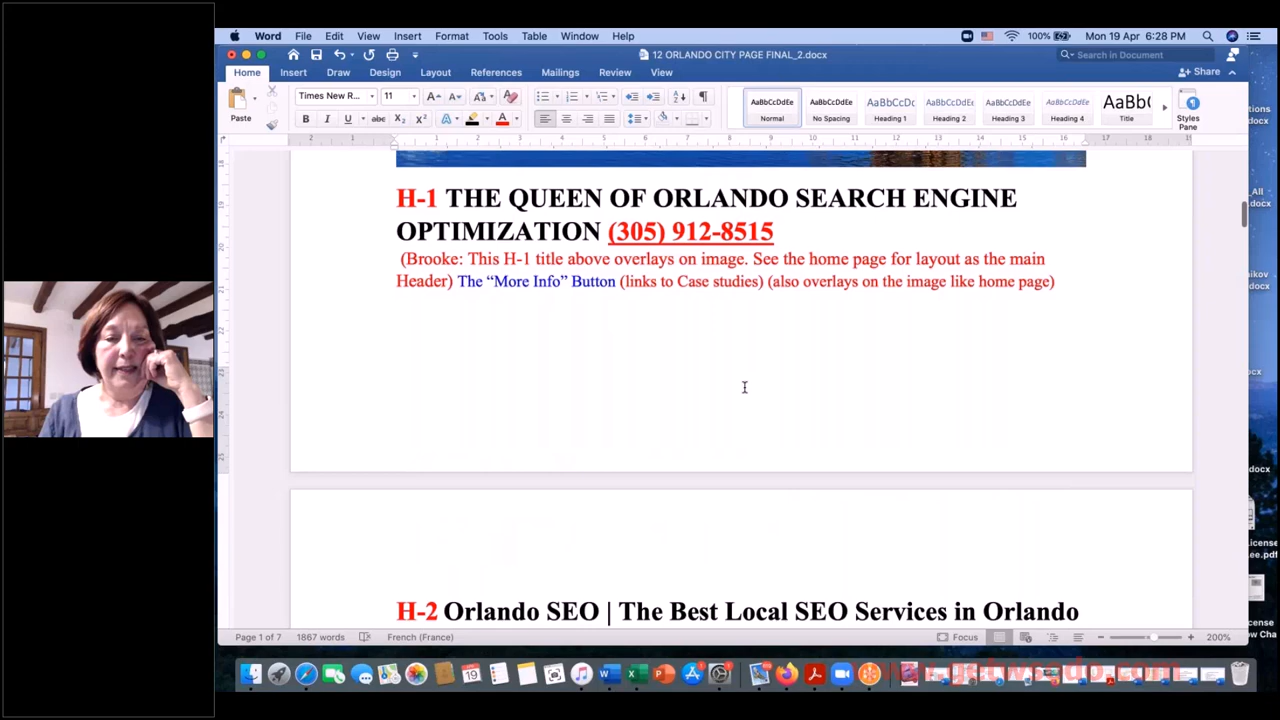 Word File Edit View Insert Format Tools Table Window Help 100% Mon 19 Apr 6:28 PM
12 ORLANDO CITY PAGE FINAL_2.docx
Search in Document
Home Insert Draw Design Layout References Mailings Review View
Share
Paste
Times New R... 11
AaBbCcDdEe AaBbCcDdEe AaBbCcDc AaBbCcDdEe AaBbCcDdEe AaBbCcDdEe AaBb(
Normal No Spacing Heading 1 Heading 2 Heading 3 Heading 4 Title
Styles
Pane
H-1 THE QUEEN OF ORLANDO SEARCH ENGINE
OPTIMIZATION (305) 912-8515
(Brooke: This H-1 title above overlays on image. See the home page for layout as the main
Header) The “More Info” Button (links to Case studies) (also overlays on the image like home page)
H-2 Orlando SEO | The Best Local SEO Services in Orlando
Page 1 of 7 1867 words French (France) Focus 200%